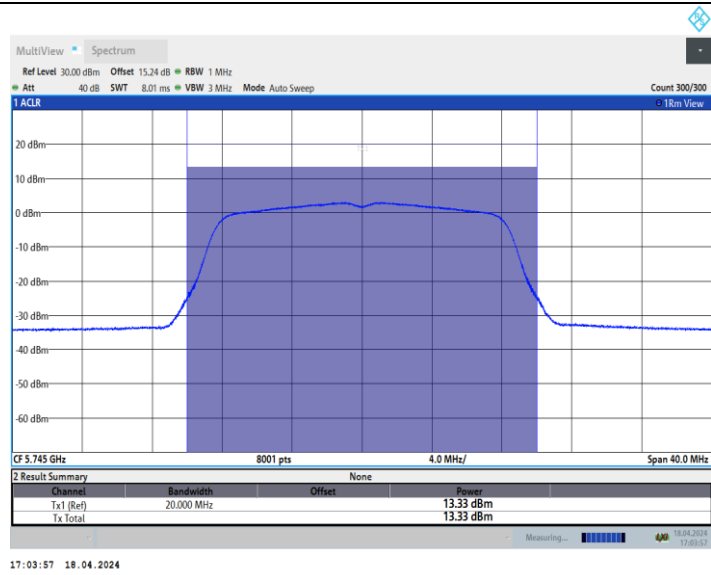 MultiView Spectrum
Ref Level 30.00 dBm Offset 15.24 dB RBW 1 MHz
Att 40 dB SWT 8.01 ms VBW 3 MHz Mode Auto Sweep Count 300/300
1 ACLR 1Rm View
20 dBm
10 dBm
0 dBm
-10 dBm
-20 dBm
-30 dBm
-40 dBm
-50 dBm
-60 dBm
CF 5.745 GHz 8001 pts 4.0 MHz/ Span 40.0 MHz
2 Result Summary None
Channel Bandwidth Offset Power
Tx1 (Ref) 20.000 MHz 13.33 dBm
Tx Total 13.33 dBm
Measuring... 18.04.2024
17:03:57
17:03:57 18.04.2024